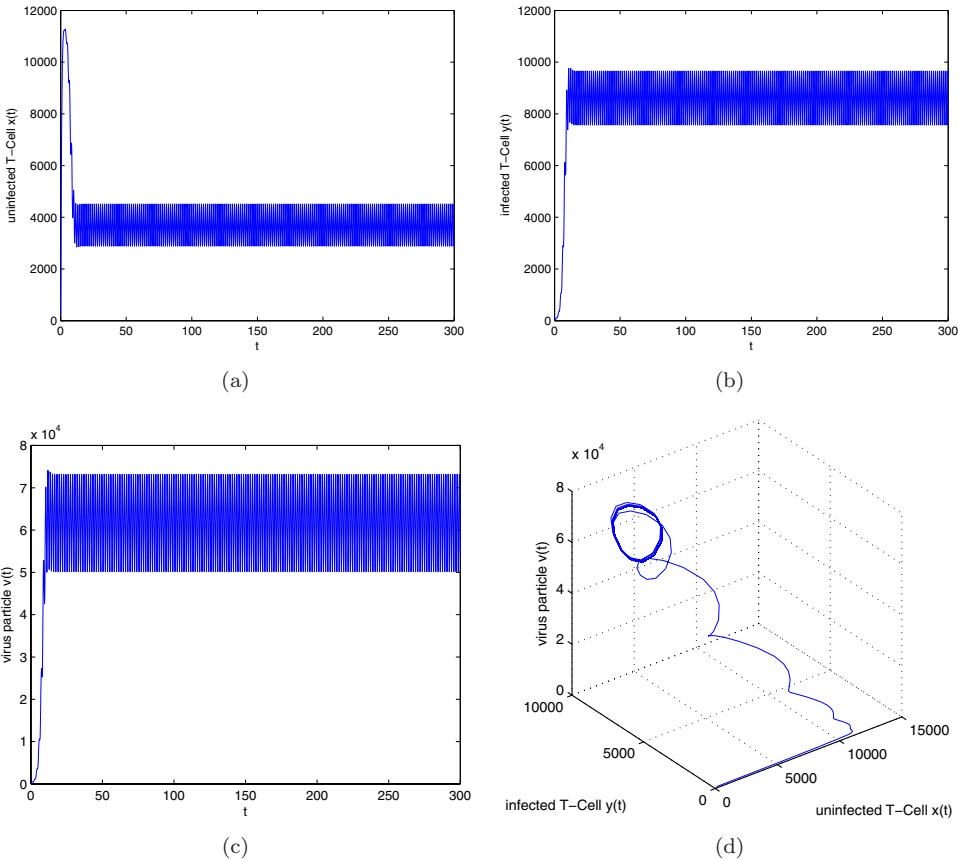 12000
10000
8000
6000
4000
2000
0
uninfected T-Cell x(t)
0 50 100 150 200 250 300
t
(a)
12000
10000
8000
6000
4000
2000
0
infected T-Cell y(t)
0 50 100 150 200 250 300
t
(b)
x 10^4
8
7
6
5
4
3
2
1
0
virus particle v(t)
0 50 100 150 200 250 300
t
(c)
x 10^4
8
6
4
2
0
virus particle v(t)
10000
5000
0
infected T-Cell y(t)
0
5000
10000
15000
uninfected T-Cell x(t)
(d)